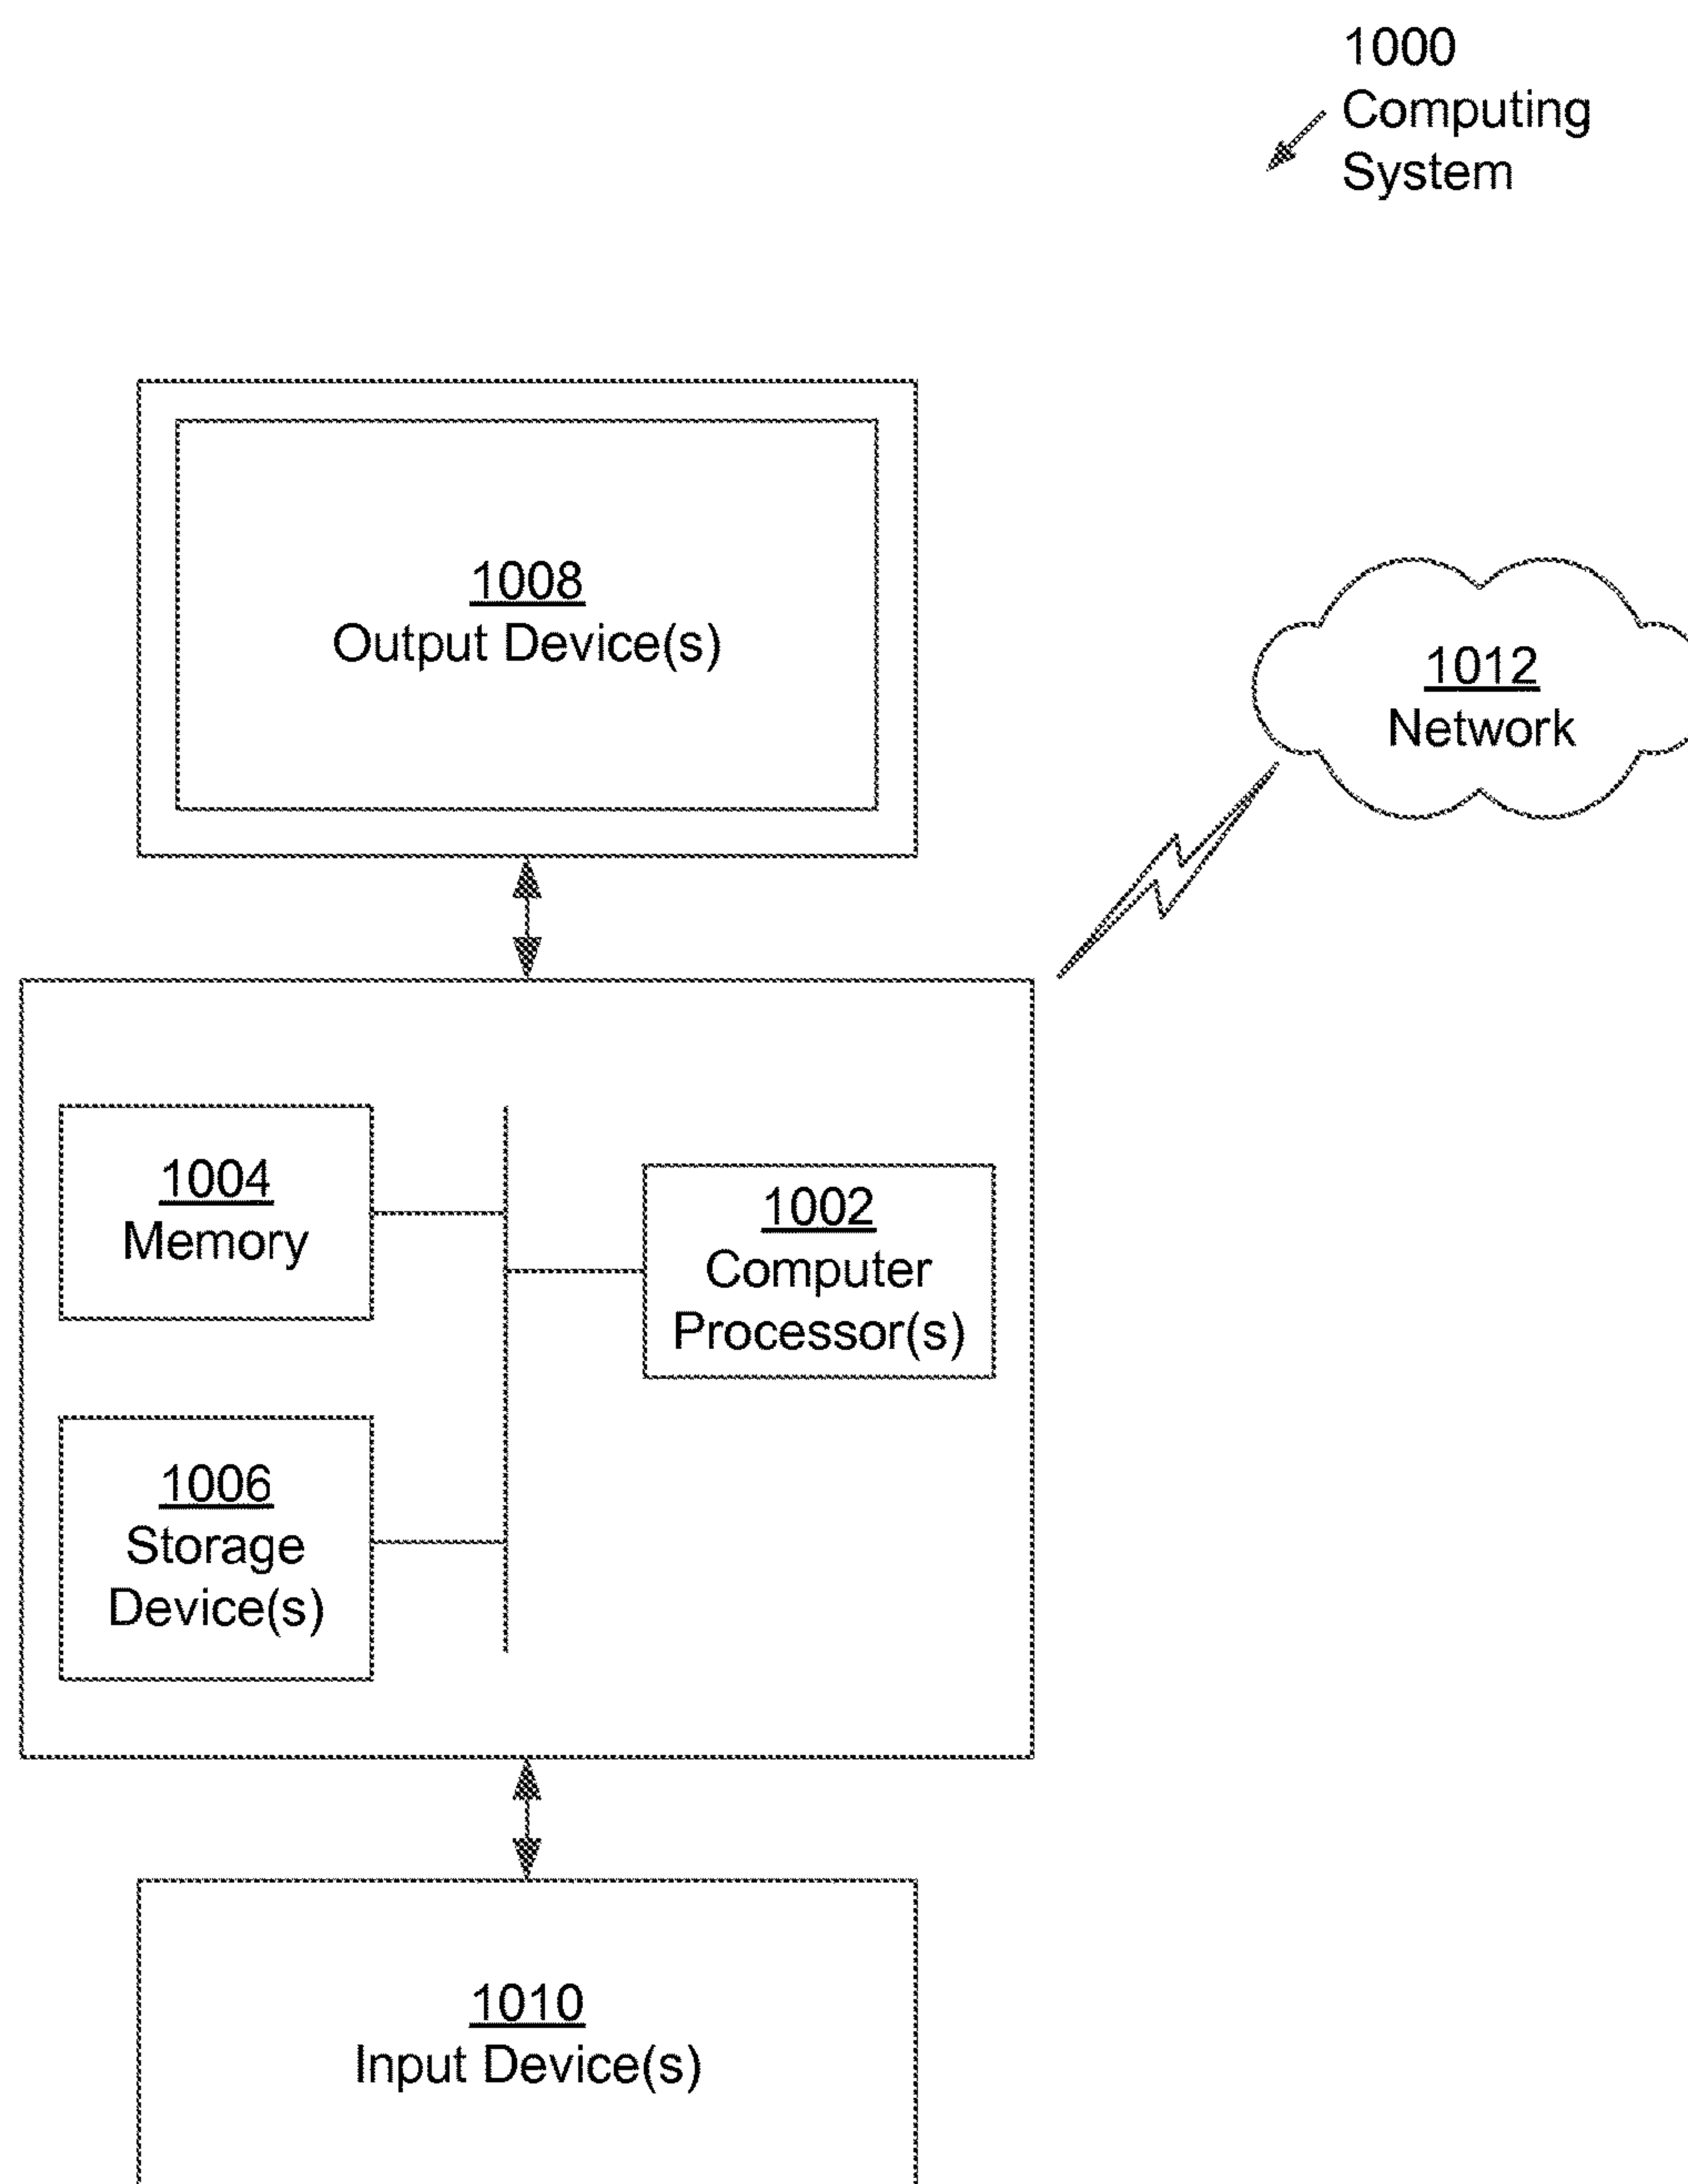 1000
Computing
System
1008
Output Device(s)
1012
Network
1004
Memory
1002
Computer
Processor(s)
1006
Storage
Device(s)
1010
Input Device(s)